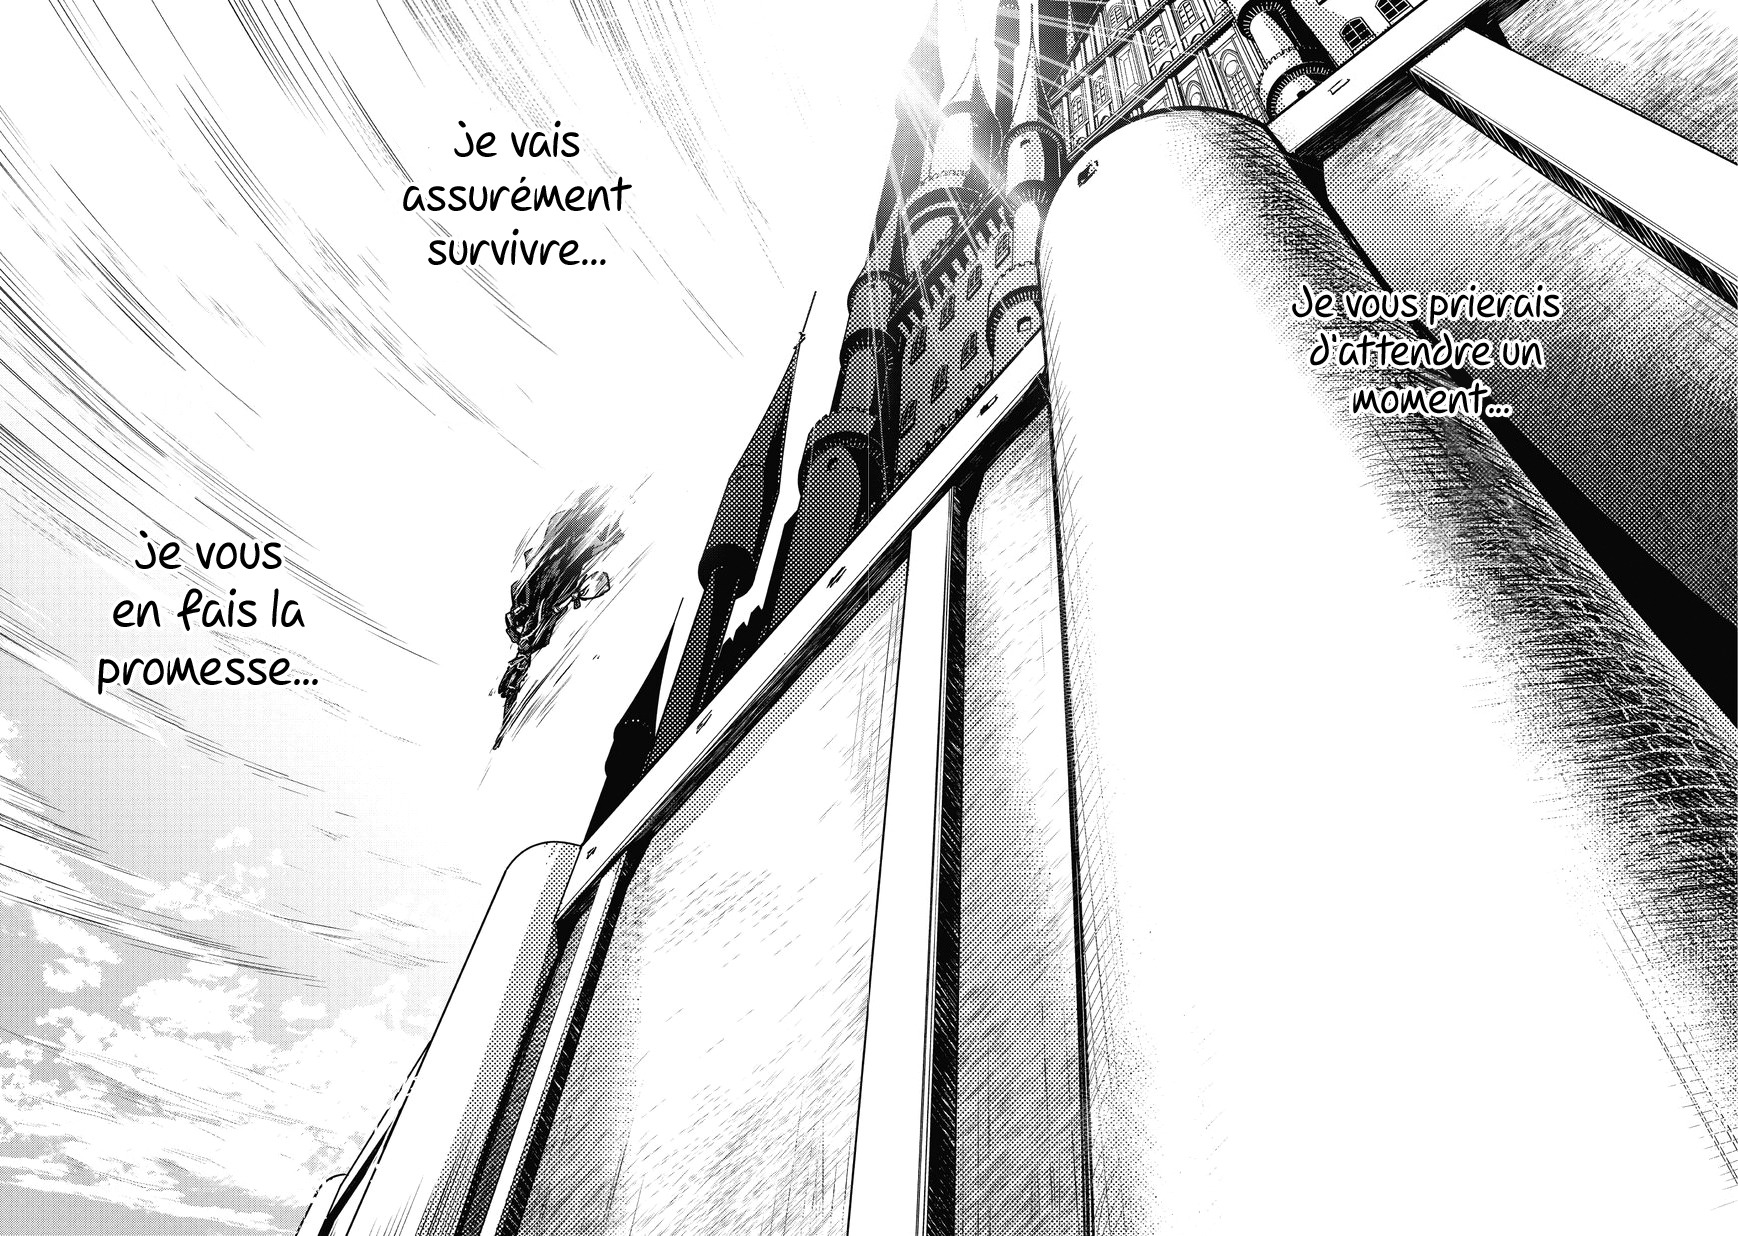 Je vous prierais
d'attendre un
moment...
je vais
assurément
survivre...
je vous
en fais la
promesse...